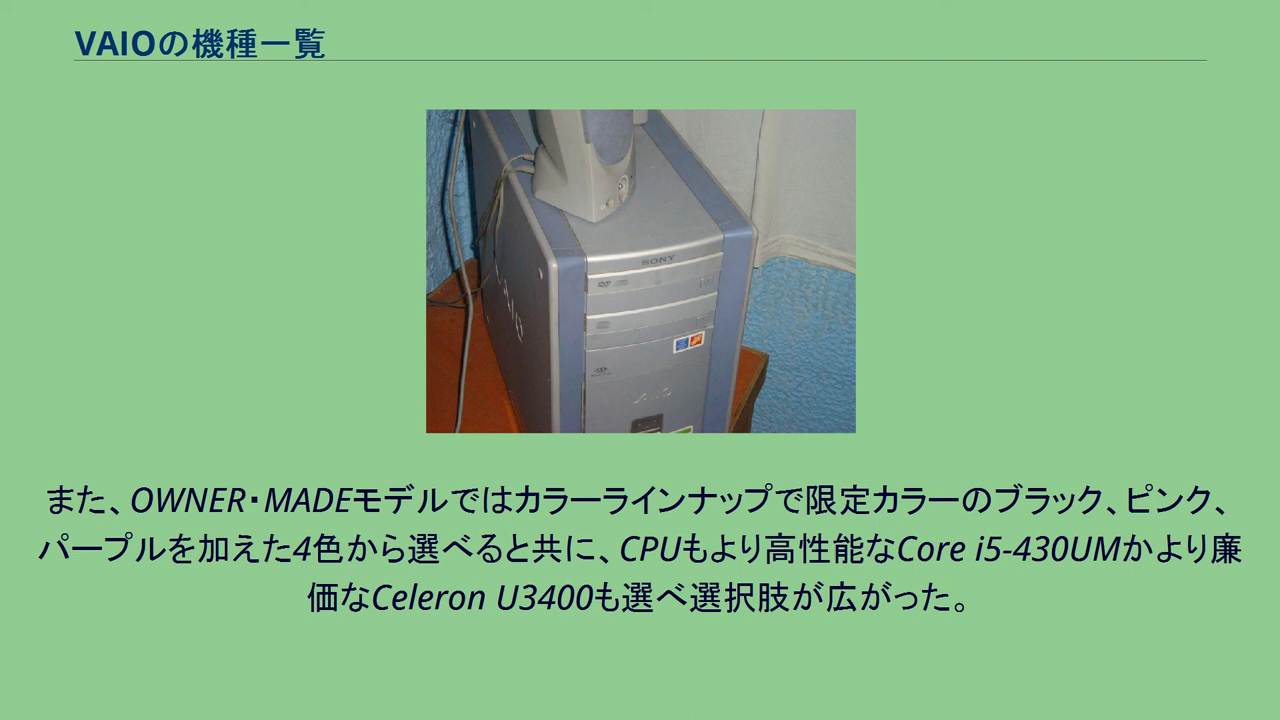 VAIOの機種一覧
SONY
VAIO
VAIO
また、OWNER・MADEモデルではカラーラインナップで限定カラーのブラック、ピンク、
パープルを加えた4色から選べると共に、CPUもより高性能なCore i5-430UMかより廉
価なCeleron U3400も選べ選択肢が広がった。